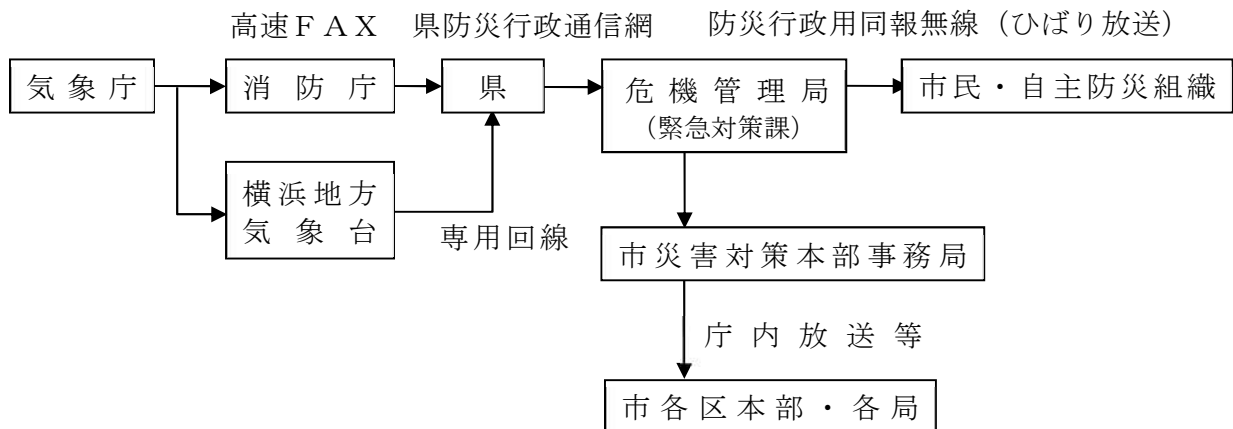 高速ＦＡＸ　県防災行政通信網　防災行政用同報無線（ひばり放送）
気象庁　消防庁　県　危機管理局　市民・自主防災組織
（緊急対策課）
横浜地方
気象台
専用回線
市災害対策本部事務局
庁内放送等
市各区本部・各局